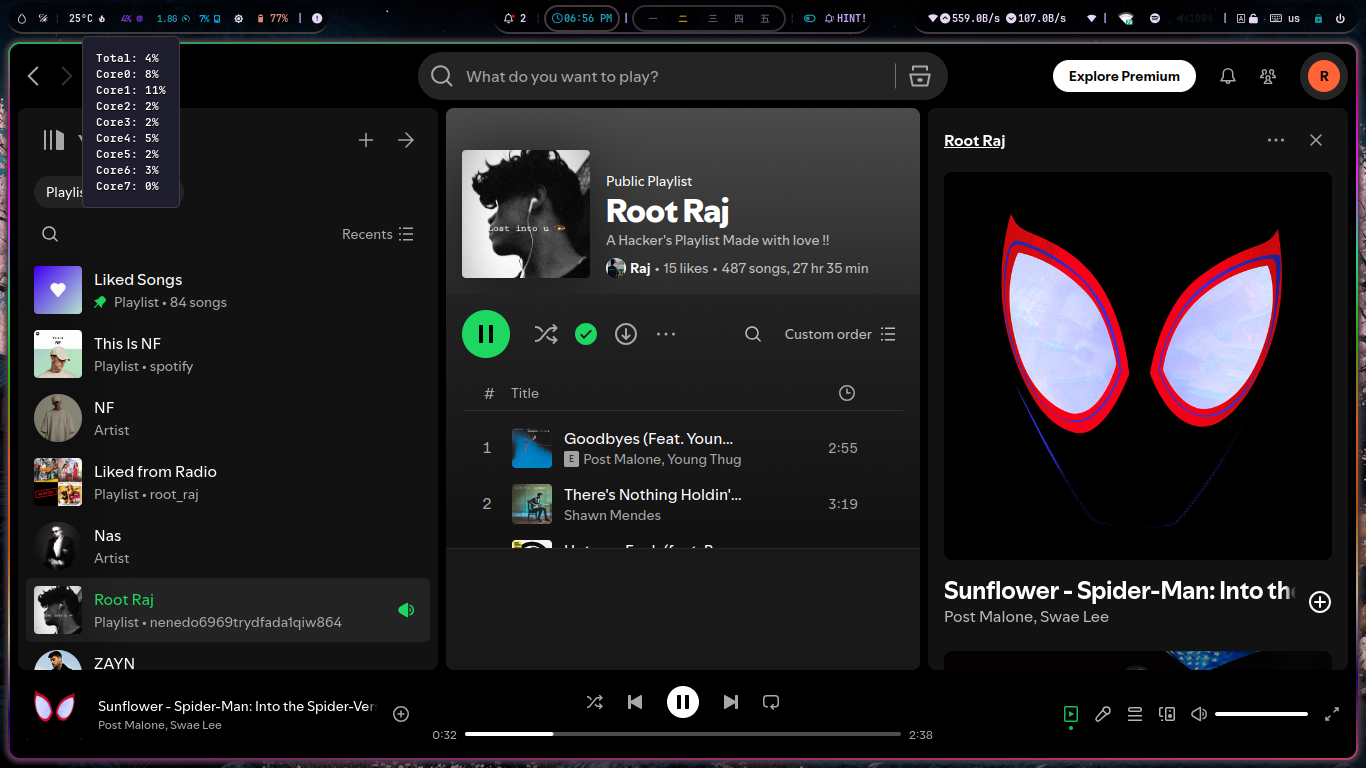 25°C 4% 1.8G 7% 77%
2 06:56 PM 一 二 三 四 五 HINT!
559.0B/s 107.0B/s 100% us
Total: 4%
Core0: 8%
Core1: 11%
Core2: 2%
Core3: 2%
Core4: 5%
Core5: 2%
Core6: 3%
Core7: 0%
What do you want to play?
Explore Premium
R
Recents
Liked Songs
Playlist • 84 songs
This Is NF
Playlist • spotify
NF
Artist
Liked from Radio
Playlist • root_raj
Nas
Artist
Root Raj
Playlist • nenedo6969trydfada1qiw864
ZAYN
Lost into u
Public Playlist
Root Raj
A Hacker's Playlist Made with love !!
Raj • 15 likes • 487 songs, 27 hr 35 min
Custom order
# Title
1 Goodbyes (Feat. Youn... 2:55
E Post Malone, Young Thug
2 There's Nothing Holdin'... 3:19
Shawn Mendes
Root Raj
Sunflower - Spider-Man: Into th
Post Malone, Swae Lee
Sunflower - Spider-Man: Into the Spider-Ver
Post Malone, Swae Lee
0:32 2:38